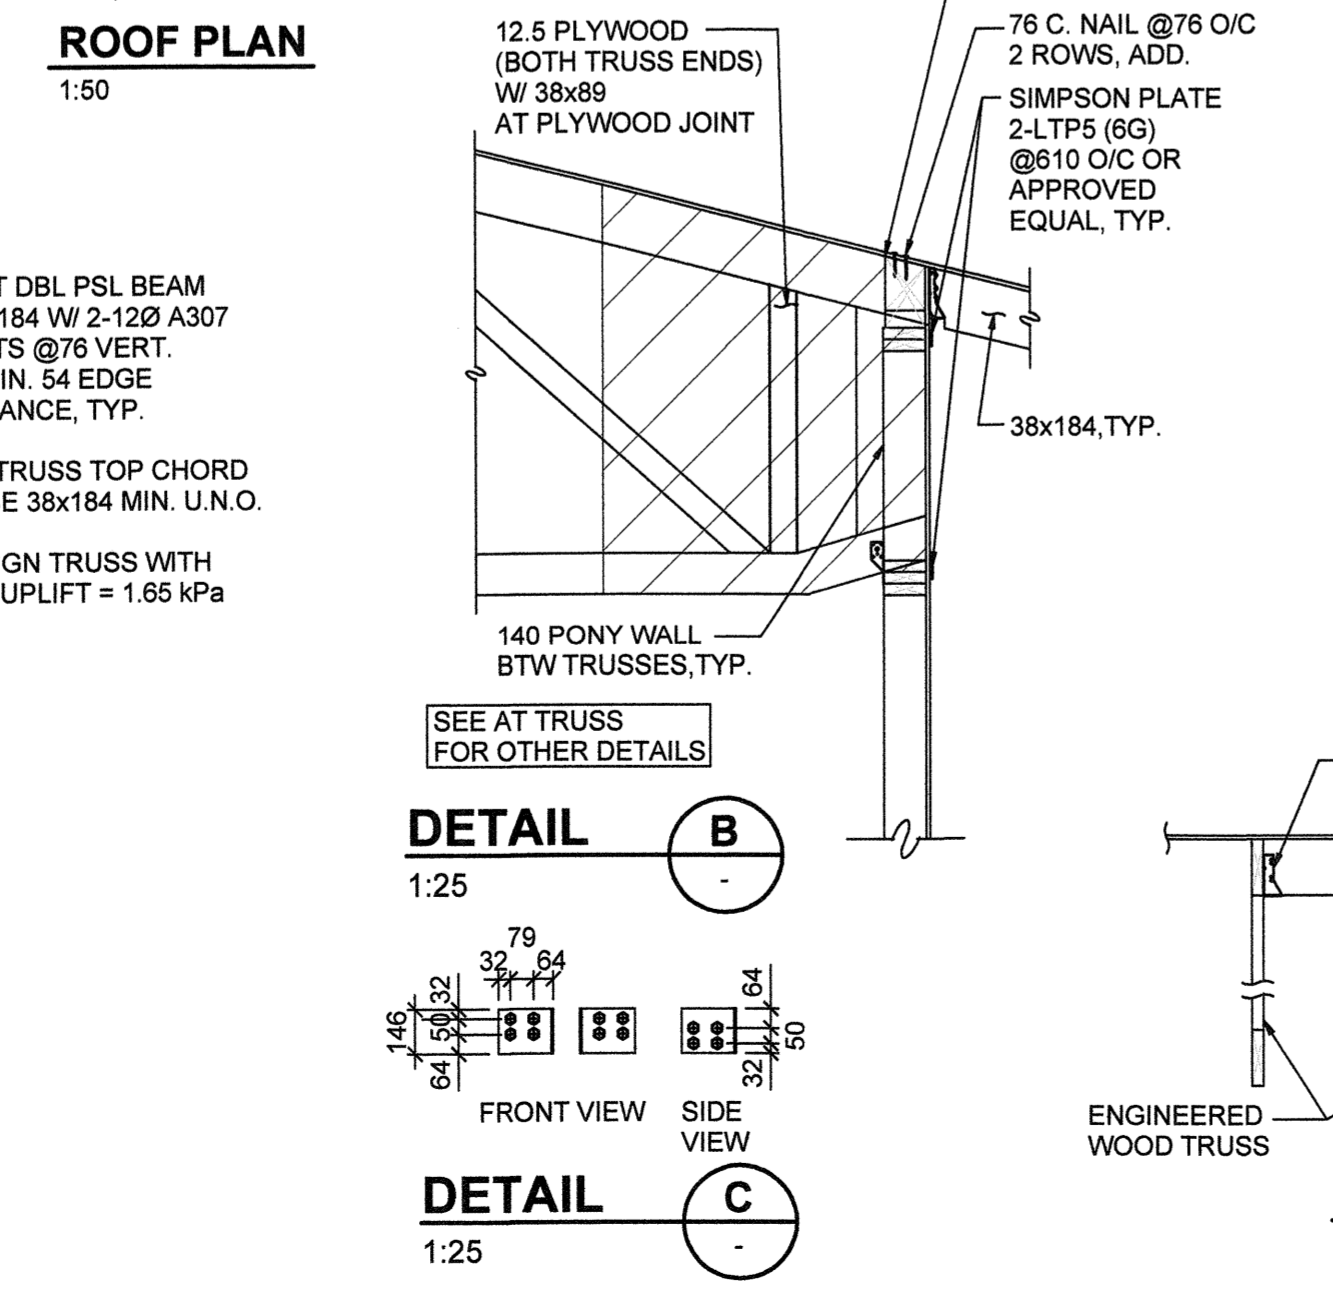 ROOF PLAN
1:50
12.5 PLYWOOD
(BOTH TRUSS ENDS)
W/ 38x89
AT PLYWOOD JOINT
76 C. NAIL @76 O/C
2 ROWS, ADD.
SIMPSON PLATE
2-LTP5 (6G)
@610 O/C OR
APPROVED
EQUAL, TYP.
38x184,TYP.
DBL PSL BEAM
184 W/ 2-12Ø A307
@76 VERT.
54 EDGE
TYP.
TRUSS TOP CHORD
38x184 MIN. U.N.O.
TRUSS WITH
UPLIFT = 1.65 kPa
140 PONY WALL
BTW TRUSSES,TYP.
SEE AT TRUSS
FOR OTHER DETAILS
DETAIL B
-
1:25
79
32 64
32
146
50
64
64
50
32
FRONT VIEW
SIDE
VIEW
DETAIL C
-
1:25
ENGINEERED
WOOD TRUSS